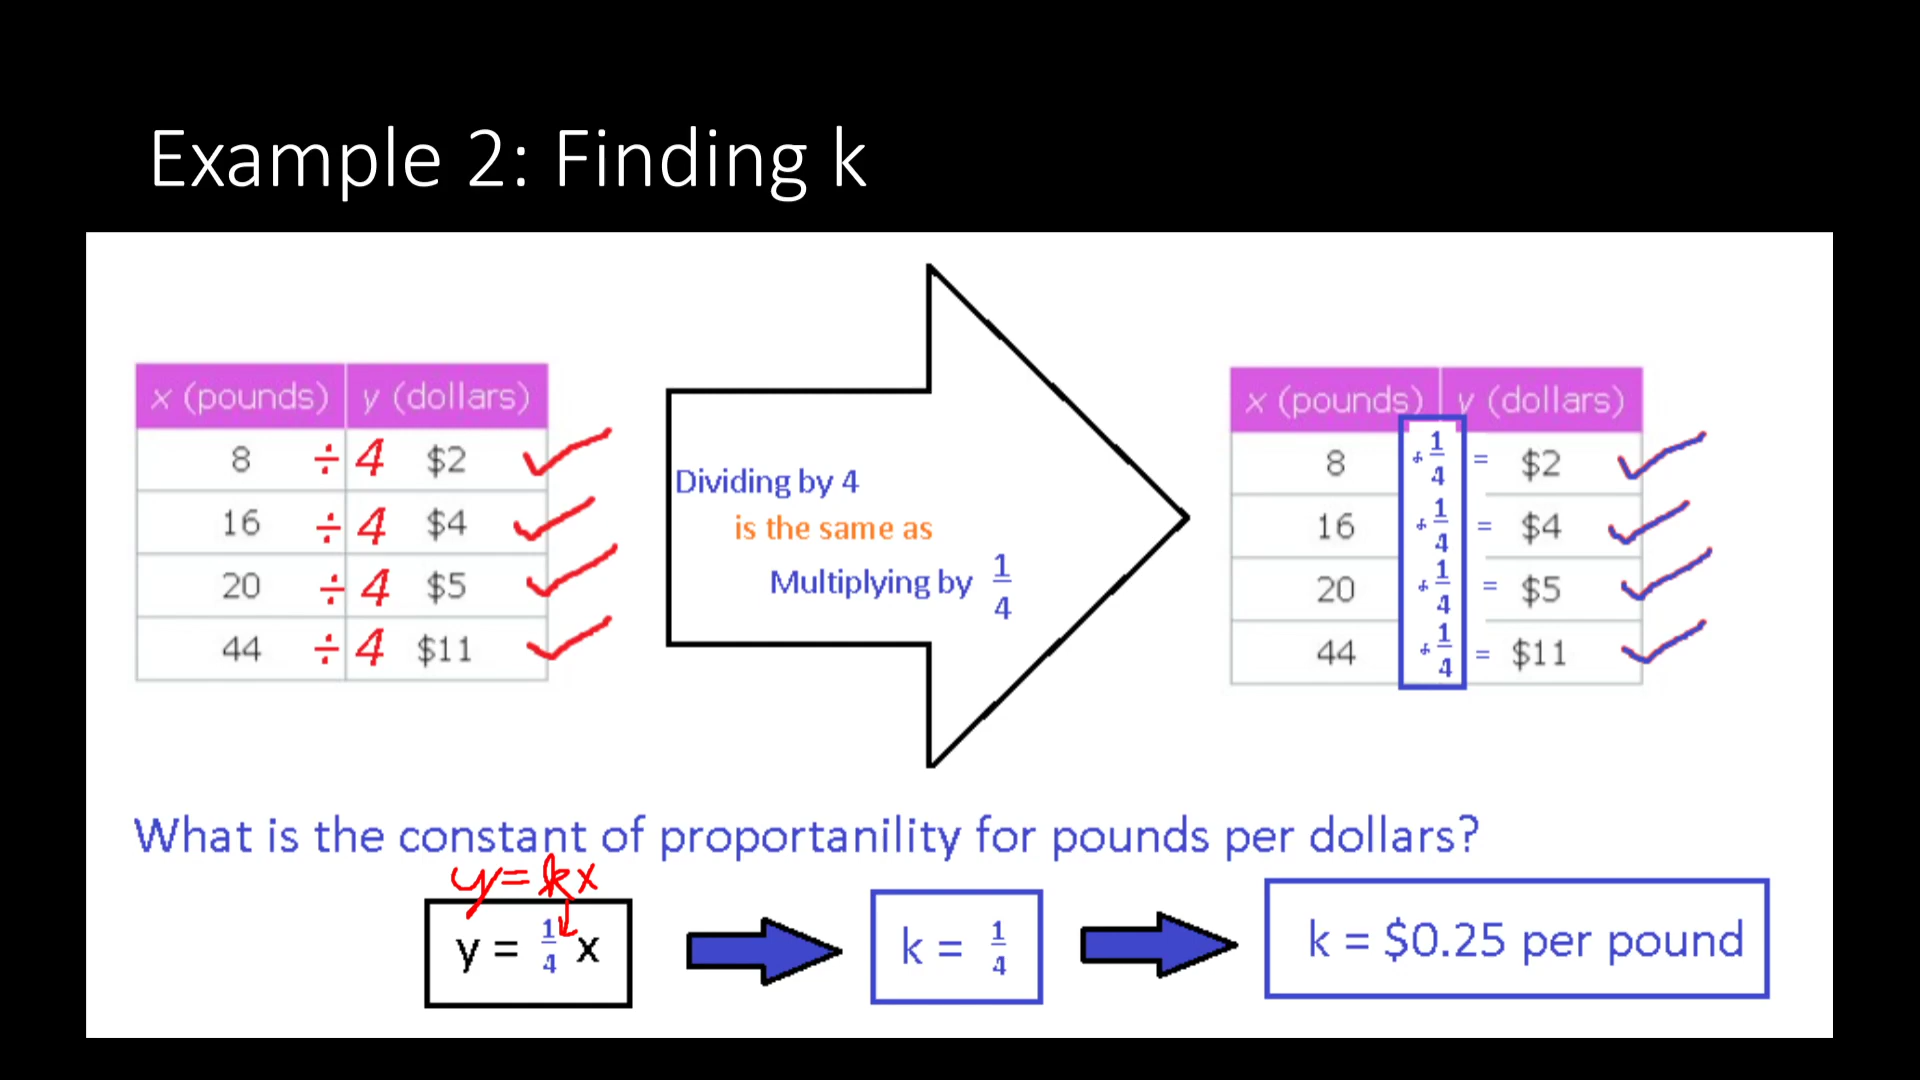 Example 2: Finding k
x (pounds) y (dollars)
8 ÷ 4 $2
16 ÷ 4 $4
20 ÷ 4 $5
44 ÷ 4 $11
Dividing by 4
is the same as
Multiplying by 1/4
x (pounds) y (dollars)
8 1/4 = $2
16 1/4 = $4
20 1/4 = $5
44 1/4 = $11
What is the constant of proportanility for pounds per dollars?
y = kx
y = 1/4 x
k = 1/4
k = $0.25 per pound